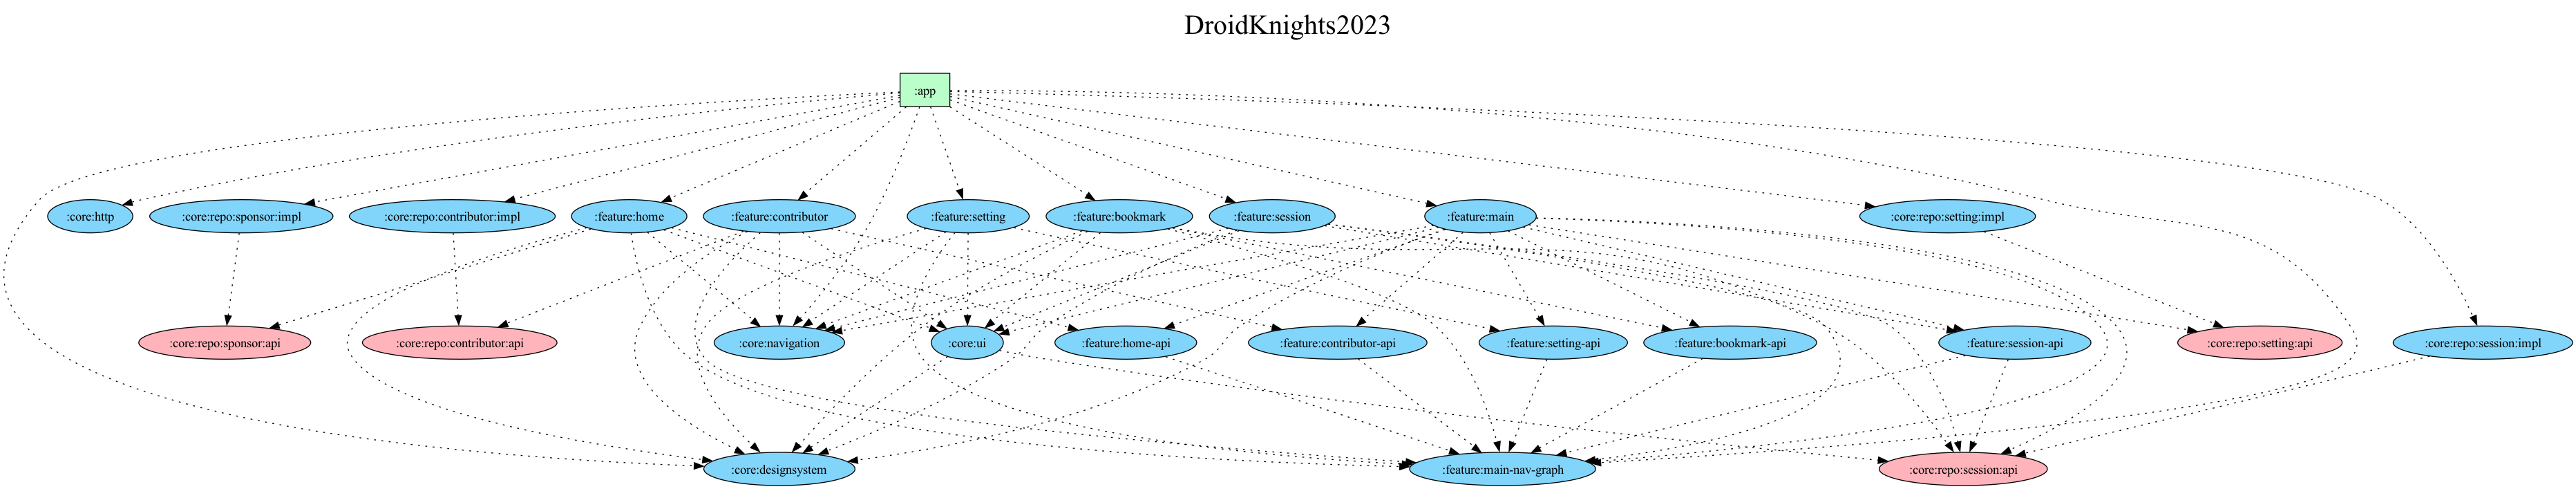 DroidKnights2023
:app
:core:http
:core:repo:sponsor:impl
:core:repo:contributor:impl
:feature:home
:feature:contributor
:feature:setting
:feature:bookmark
:feature:session
:feature:main
:core:repo:setting:impl
:core:repo:sponsor:api
:core:repo:contributor:api
:core:navigation
:core:ui
:feature:home-api
:feature:contributor-api
:feature:setting-api
:feature:bookmark-api
:feature:session-api
:core:repo:setting:api
:core:repo:session:impl
:core:designsystem
:feature:main-nav-graph
:core:repo:session:api